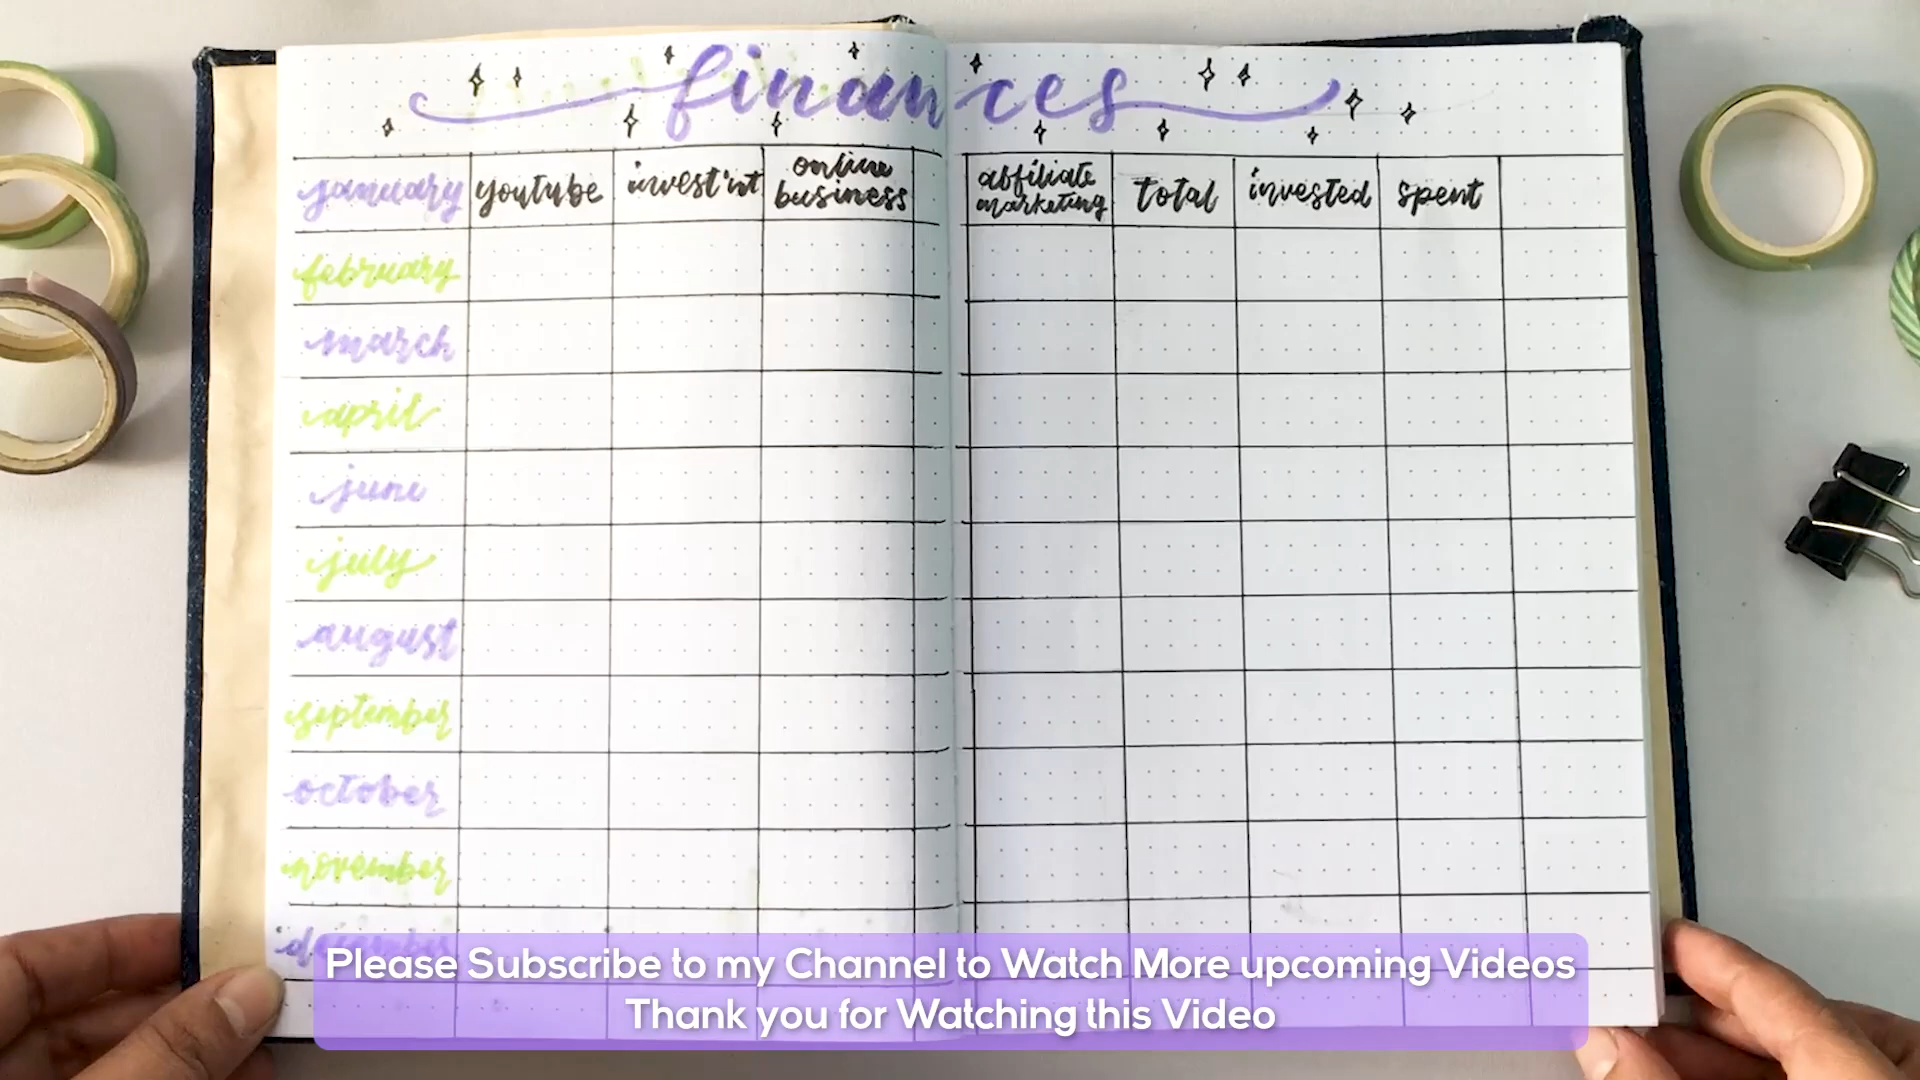 finances
january youtube invest'nt online business affiliate marketing total invested spent
february
march
april
june
july
august
september
october
november
december
Please Subscribe to my Channel to Watch More upcoming Videos
Thank you for Watching this Video